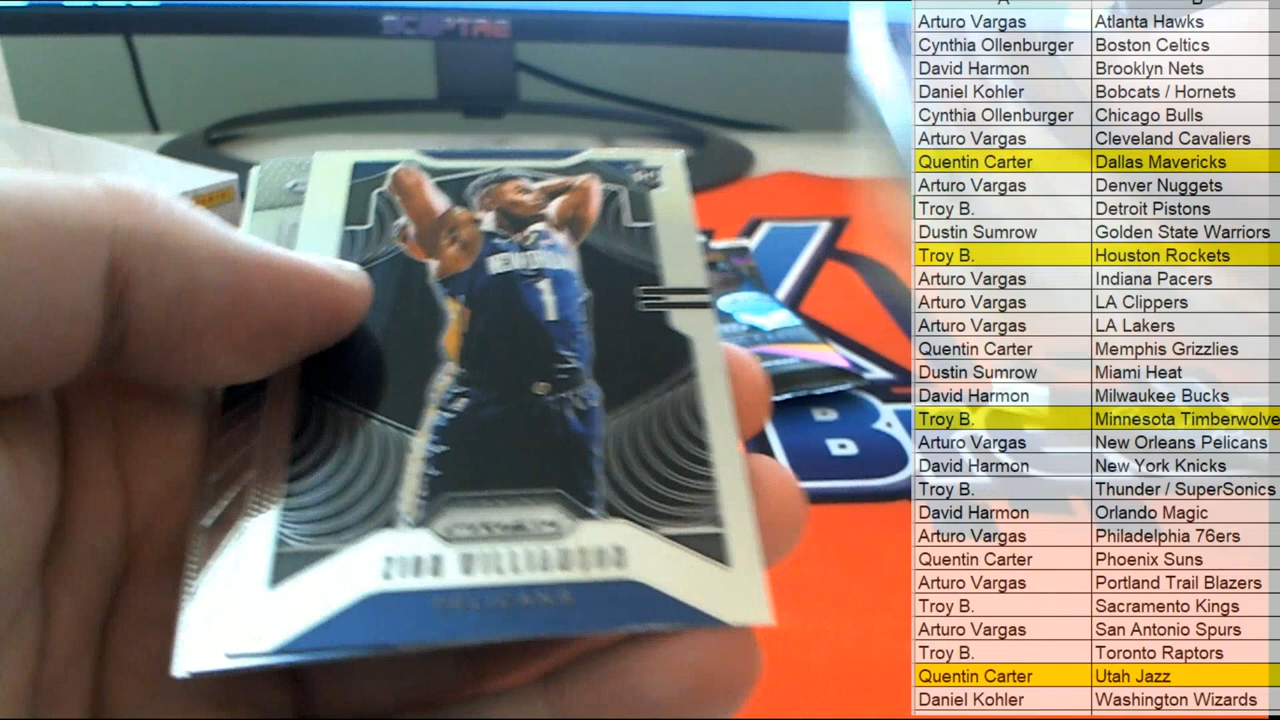 SCEPTRE
NEW ORLEANS
1
RC
PRIZM
ZION WILLIAMSON
PELICANS
B
A B
Arturo Vargas Atlanta Hawks
Cynthia Ollenburger Boston Celtics
David Harmon Brooklyn Nets
Daniel Kohler Bobcats / Hornets
Cynthia Ollenburger Chicago Bulls
Arturo Vargas Cleveland Cavaliers
Quentin Carter Dallas Mavericks
Arturo Vargas Denver Nuggets
Troy B. Detroit Pistons
Dustin Sumrow Golden State Warriors
Troy B. Houston Rockets
Arturo Vargas Indiana Pacers
Arturo Vargas LA Clippers
Arturo Vargas LA Lakers
Quentin Carter Memphis Grizzlies
Dustin Sumrow Miami Heat
David Harmon Milwaukee Bucks
Troy B. Minnesota Timberwolve
Arturo Vargas New Orleans Pelicans
David Harmon New York Knicks
Troy B. Thunder / SuperSonics
David Harmon Orlando Magic
Arturo Vargas Philadelphia 76ers
Quentin Carter Phoenix Suns
Arturo Vargas Portland Trail Blazers
Troy B. Sacramento Kings
Arturo Vargas San Antonio Spurs
Troy B. Toronto Raptors
Quentin Carter Utah Jazz
Daniel Kohler Washington Wizards